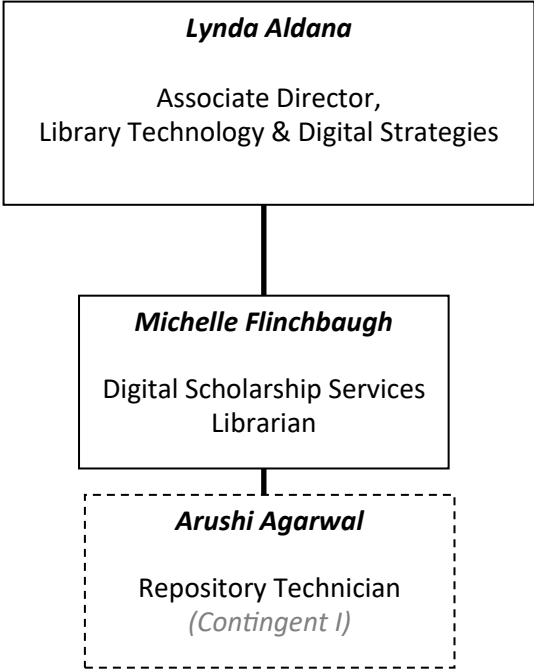 Lynda Aldana
Associate Director,
Library Technology & Digital Strategies
Michelle Flinchbaugh
Digital Scholarship Services
Librarian
Arushi Agarwal
Repository Technician
(Contingent I)